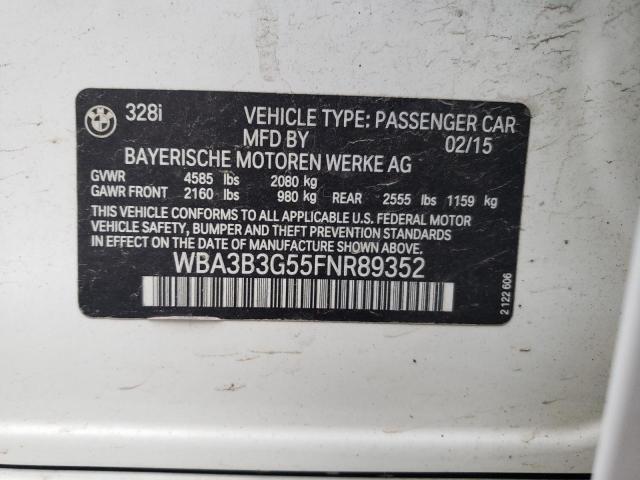 BMW 328i VEHICLE TYPE: PASSENGER CAR
MFD BY 02/15
BAYERISCHE MOTOREN WERKE AG
GVWR 4585 lbs 2080 kg
GAWR FRONT 2160 lbs 980 kg REAR 2555 lbs 1159 kg
THIS VEHICLE CONFORMS TO ALL APPLICABLE U.S. FEDERAL MOTOR
VEHICLE SAFETY, BUMPER AND THEFT PREVENTION STANDARDS
IN EFFECT ON THE DATE OF MANUFACTURE SHOWN ABOVE.
WBA3B3G55FNR89352
2 122 606